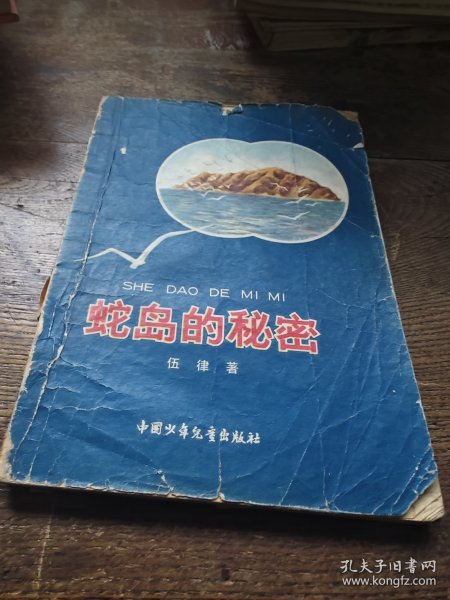 SHE DAO DE MI MI
蛇岛的秘密
伍律著
中国少年兒童出版社
孔夫子旧书网
www.kongfz.com